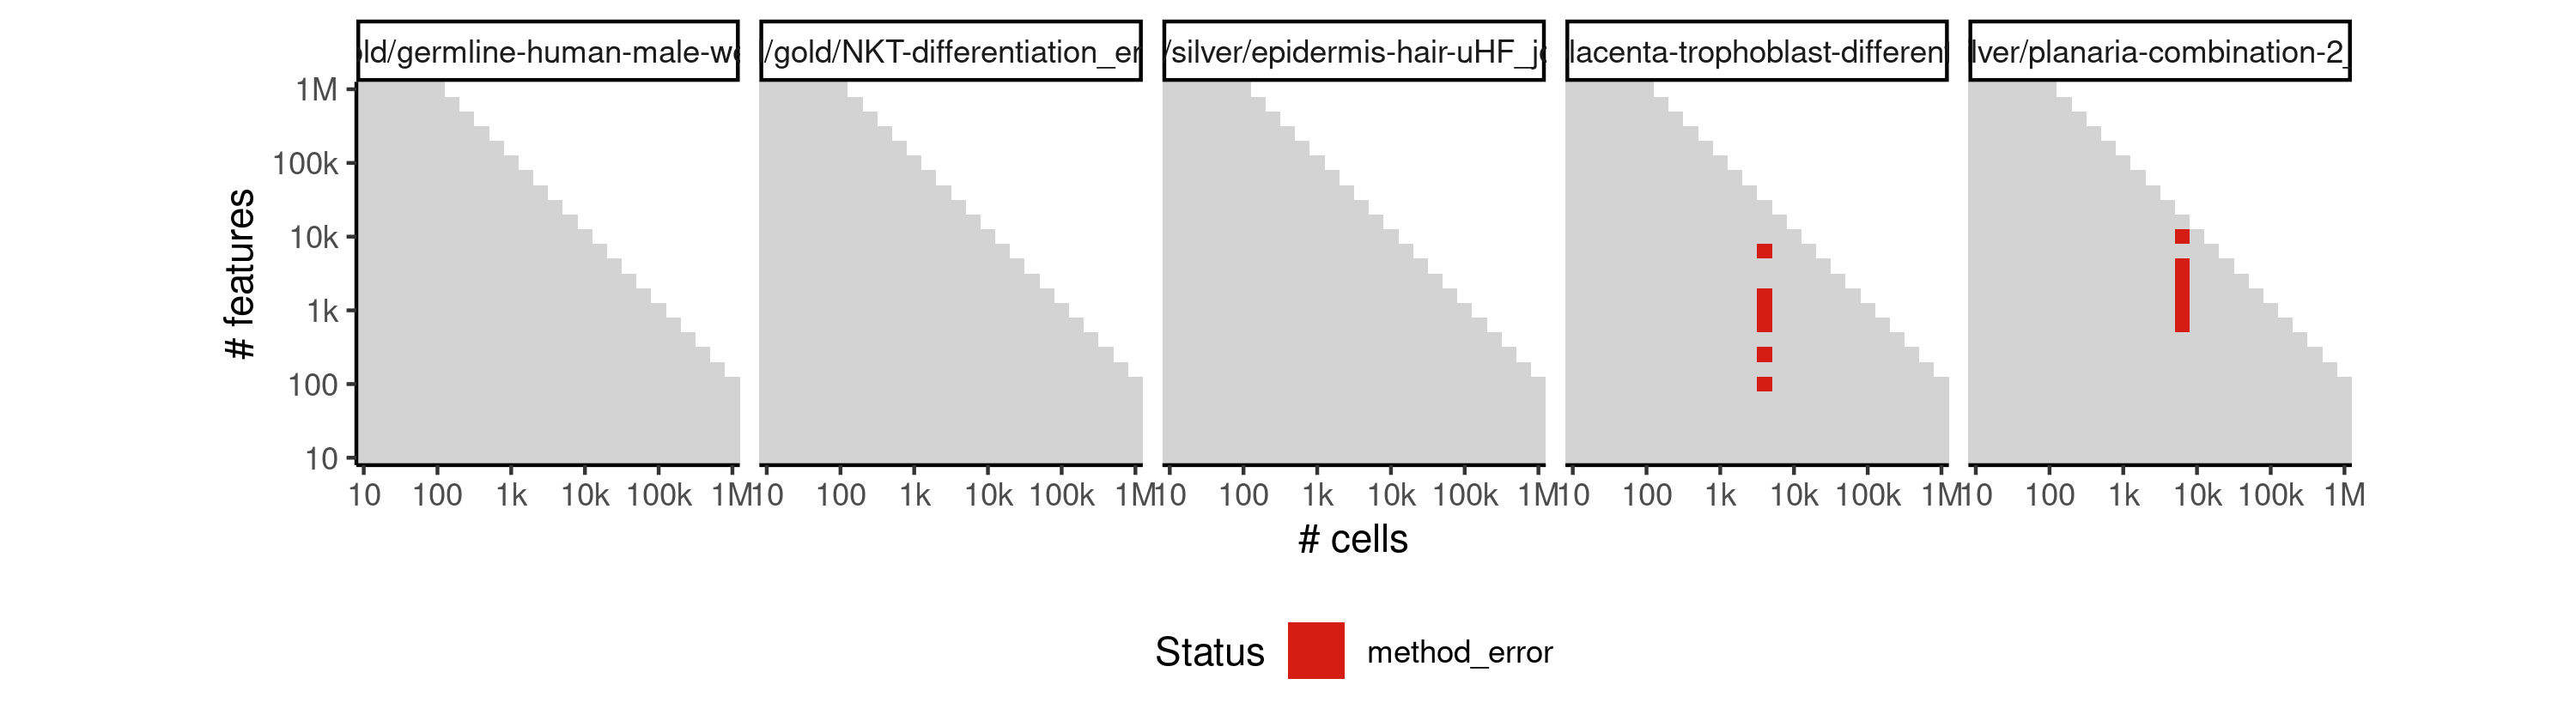 ld/germline-human-male-w
/gold/NKT-differentiation_er
/silver/epidermis-hair-uHF_j
lacenta-trophoblast-different
lver/planaria-combination-2_
1M
100k
10k
1k
100
10
# features
10 100 1k 10k 100k 1M
10 100 1k 10k 100k 1M
10 100 1k 10k 100k 1M
10 100 1k 10k 100k 1M
10 100 1k 10k 100k 1M
# cells
Status method_error